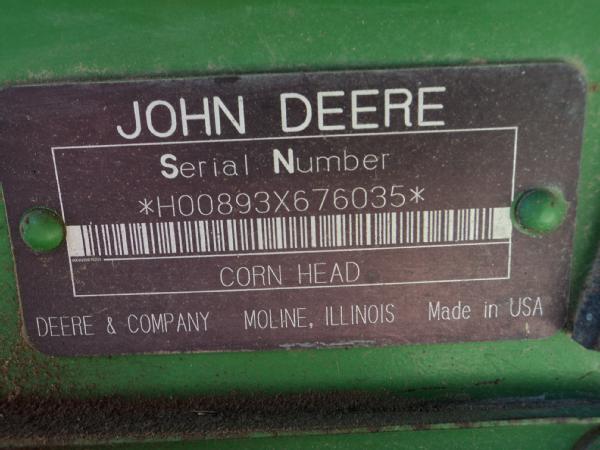 JOHN DEERE
Serial Number
*H00893X676035*
CORN HEAD
DEERE & COMPANY MOLINE, ILLINOIS Made in USA